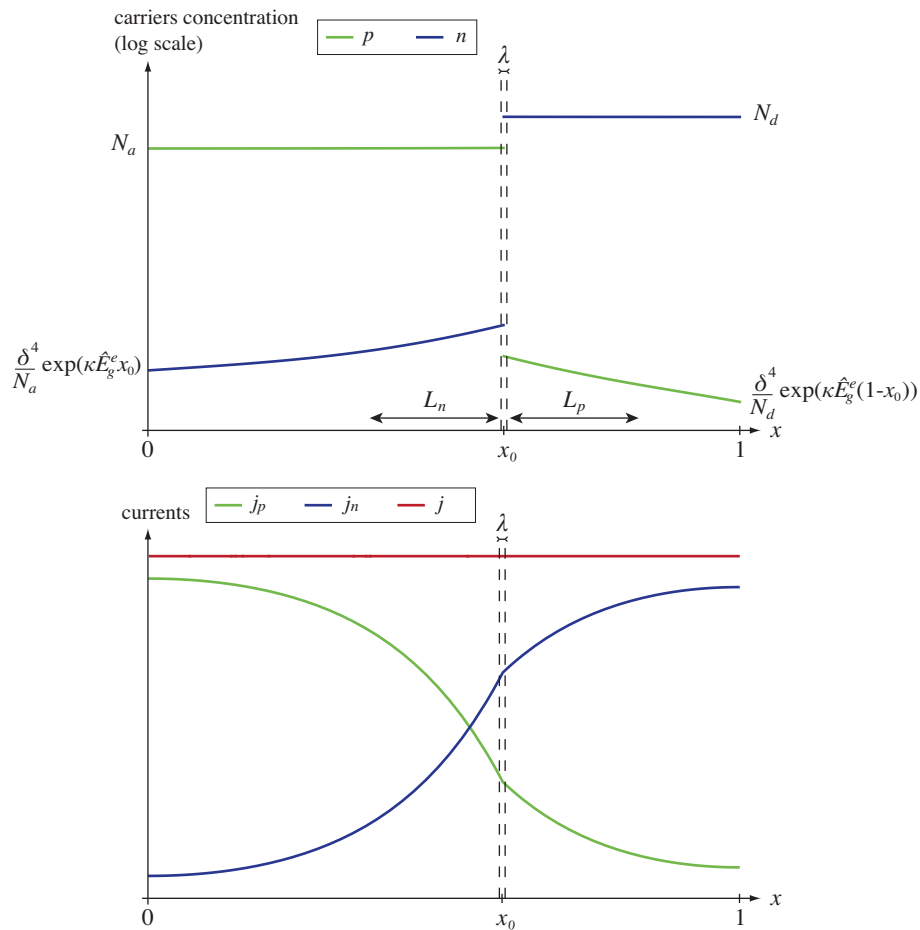 carriers concentration
(log scale)
p n
λ
N_a
N_d
δ^4/N_a exp(κÊ_g^e x_0)
δ^4/N_d exp(κÊ_g^e(1-x_0))
L_n L_p
0 x_0 1 x
currents
j_p j_n j
λ
0 x_0 1 x